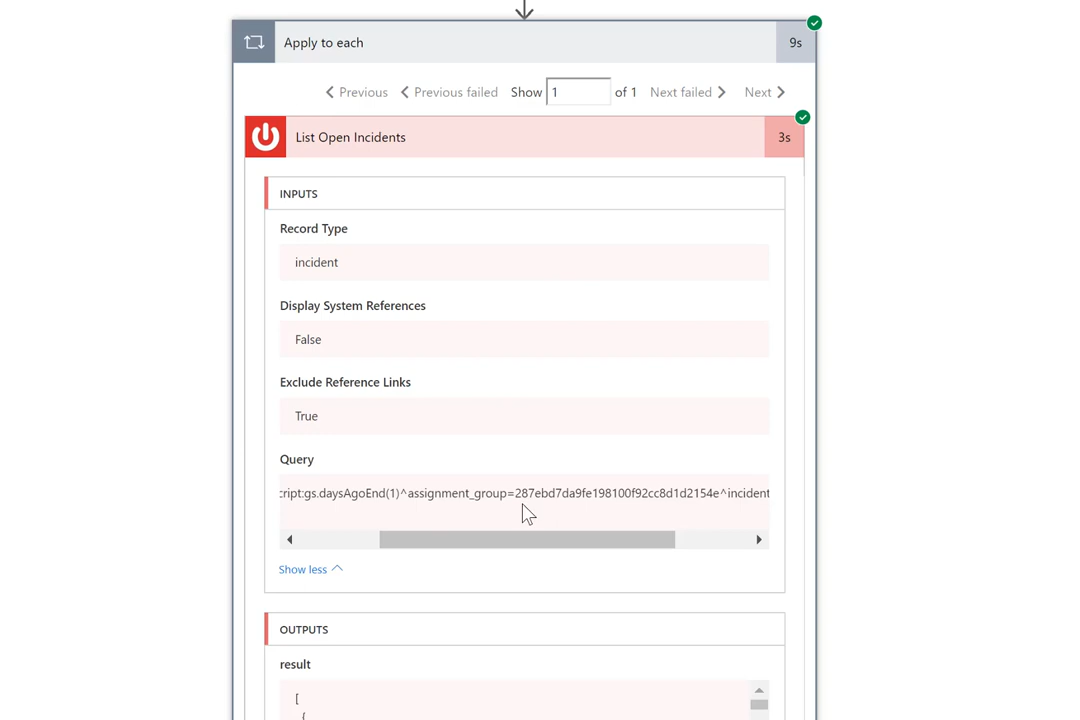 Apply to each
9s
Previous Previous failed Show 1 of 1 Next failed Next
List Open Incidents
3s
INPUTS
Record Type
incident
Display System References
False
Exclude Reference Links
True
Query
cript:gs.daysAgoEnd(1)^assignment_group=287ebd7da9fe198100f92cc8d1d2154e^incident
Show less
OUTPUTS
result
[
{